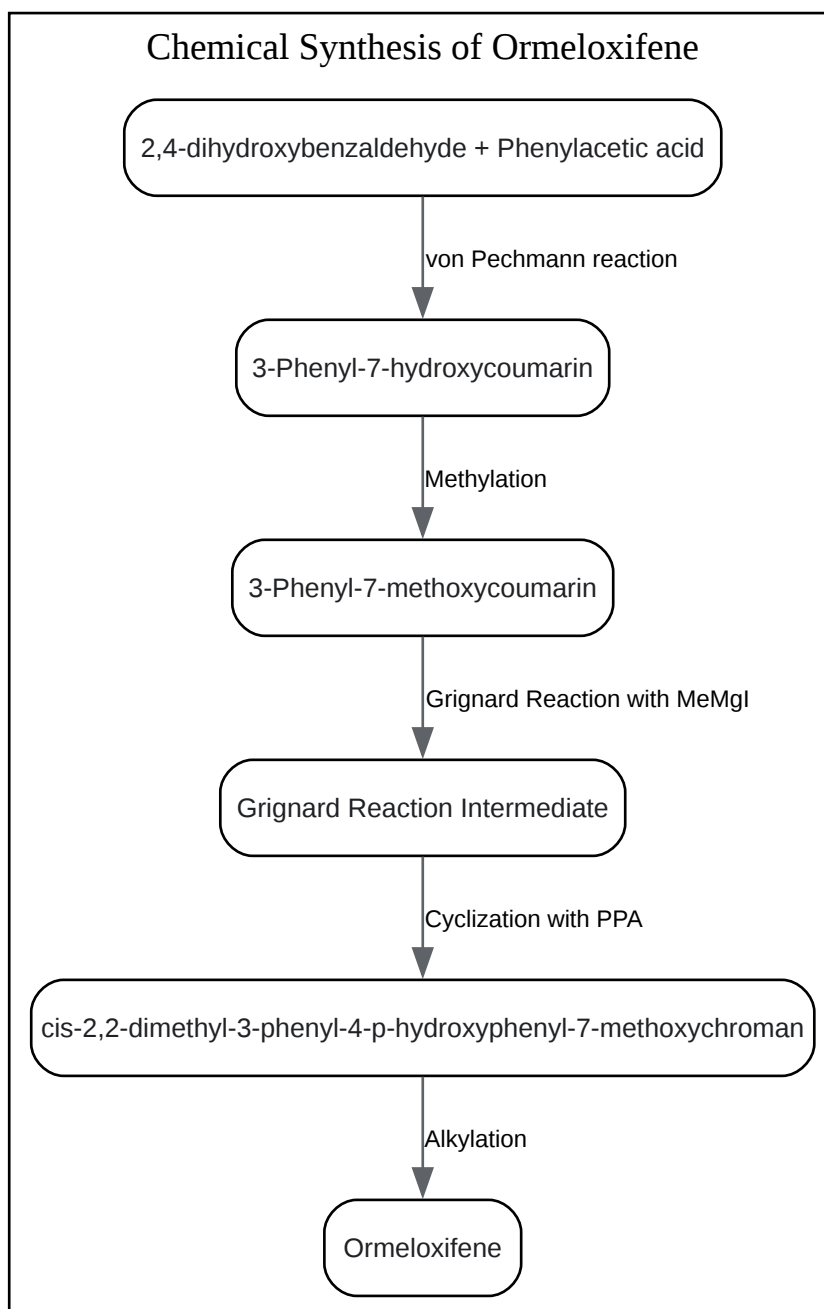 Chemical Synthesis of Ormeloxifene
2,4-dihydroxybenzaldehyde + Phenylacetic acid
von Pechmann reaction
3-Phenyl-7-hydroxycoumarin
Methylation
3-Phenyl-7-methoxycoumarin
Grignard Reaction with MeMgI
Grignard Reaction Intermediate
Cyclization with PPA
cis-2,2-dimethyl-3-phenyl-4-p-hydroxyphenyl-7-methoxychroman
Alkylation
Ormeloxifene